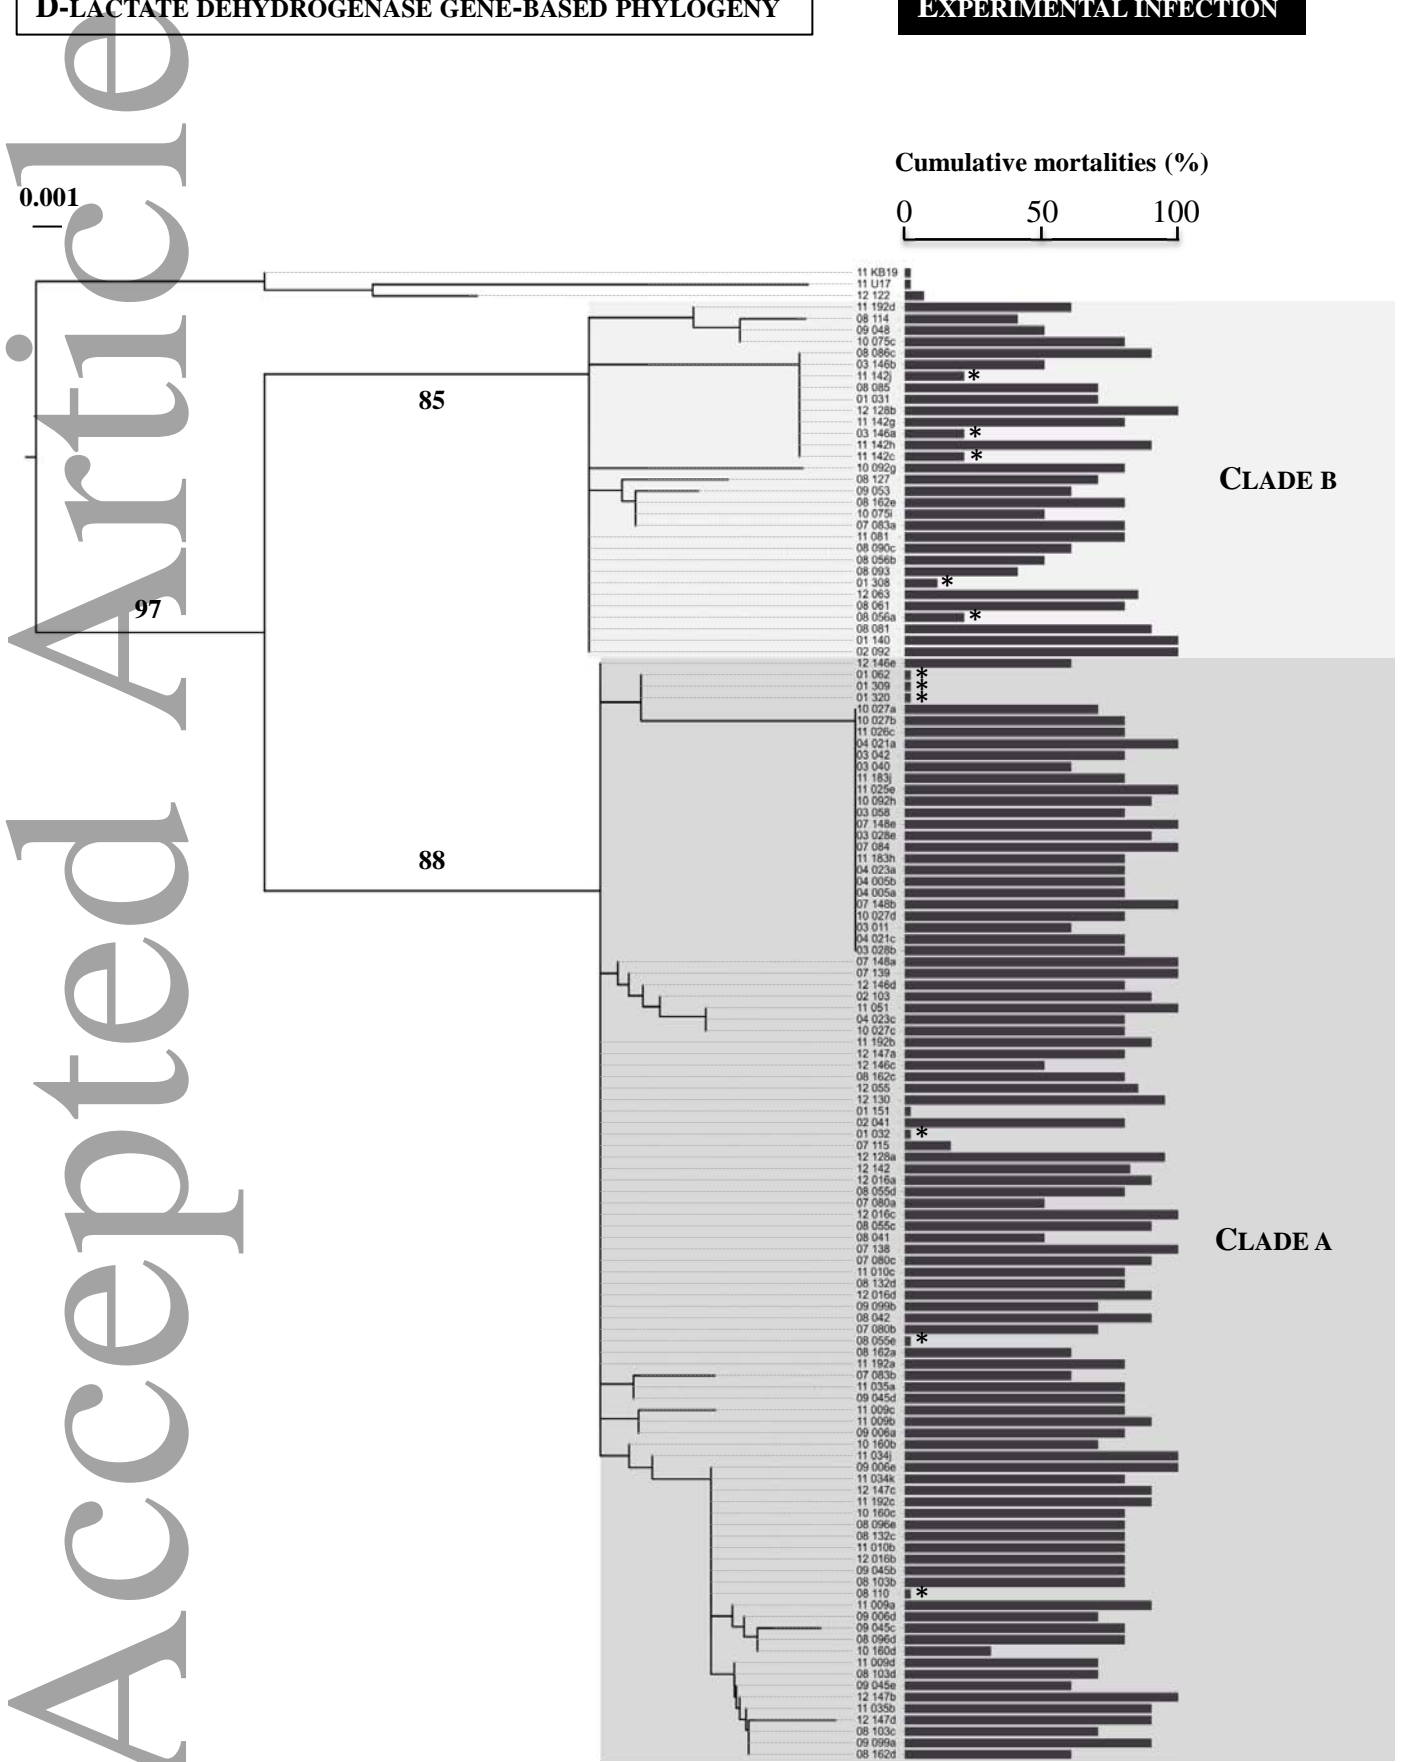 D-LACTATE DEHYDROGENASE GENE-BASED PHYLOGENY
EXPERIMENTAL INFECTION
Accepted Article
Cumulative mortalities (%)
0.001
0 50 100
11 KB19
11 U17
12 122
11 192d
08 114
09 048
10 075c
08 086c
03 146b
11 142j *
08 085
01 031
12 128b
11 142g
03 146a *
11 142h
11 142c *
10 092g
08 127
09 053
08 162e
10 075i
07 083a
11 081
08 090c
08 056b
08 093
01 308 *
12 063
08 061
08 056a *
08 081
01 140
02 092
85
CLADE B
97
12 146e
01 062 *
01 309 *
01 320 *
10 027a
10 027b
11 026c
04 021a
03 042
03 040
11 183j
11 025e
10 092h
03 058
07 148e
03 028e
07 084
11 183h
04 023a
04 005b
04 005a
07 148b
10 027d
03 011
04 021c
03 028b
07 148a
07 139
12 146d
02 103
11 051
04 023c
10 027c
11 192b
12 147a
12 146c
08 162c
12 055
12 130
01 151
02 041
01 032 *
07 115
12 128a
12 142
12 016a
08 055d
07 080a
12 016c
08 055c
08 041
07 138
07 080c
11 010c
08 132d
12 016d
09 099b
08 042
07 080b
08 055e *
08 162a
11 192a
07 083b
11 035a
09 045d
11 009c
11 009b
09 006a
10 160b
11 034j
09 006e
11 034k
12 147c
11 192c
10 160c
08 096e
08 132c
11 010b
12 016b
09 045b
08 103b
08 110 *
11 009a
09 006d
09 045c
08 096d
10 160d
11 009d
08 103d
09 045e
12 147b
11 035b
12 147d
08 103c
09 099a
08 162d
88
CLADE A